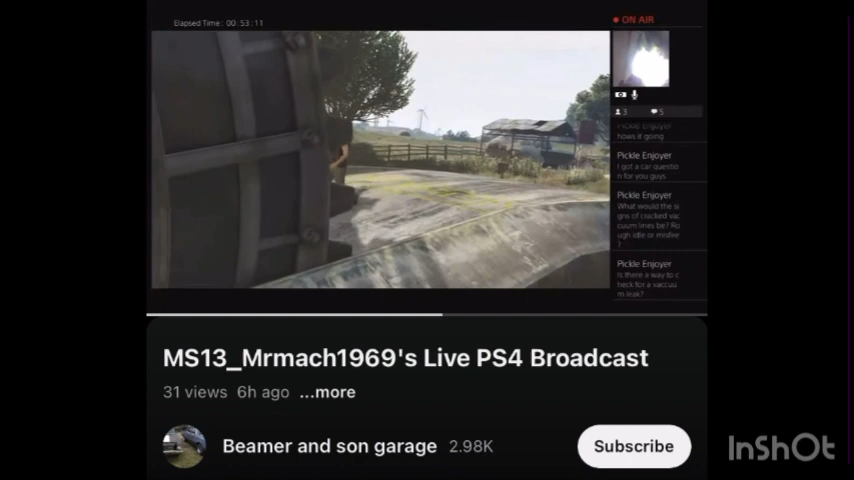 Elapsed Time : 00 : 53 : 11
ON AIR
3
5
Pickle Enjoyer
hows it going
Pickle Enjoyer
I got a car questio
n for you guys
Pickle Enjoyer
What would the si
gns of cracked vac
cuum lines be? Ro
ugh idle or misfire
?
Pickle Enjoyer
Is there a way to c
heck for a vaccuu
m leak?
MS13_Mrmach1969's Live PS4 Broadcast
31 views 6h ago ...more
Beamer and son garage 2.98K
Subscribe
InShOt